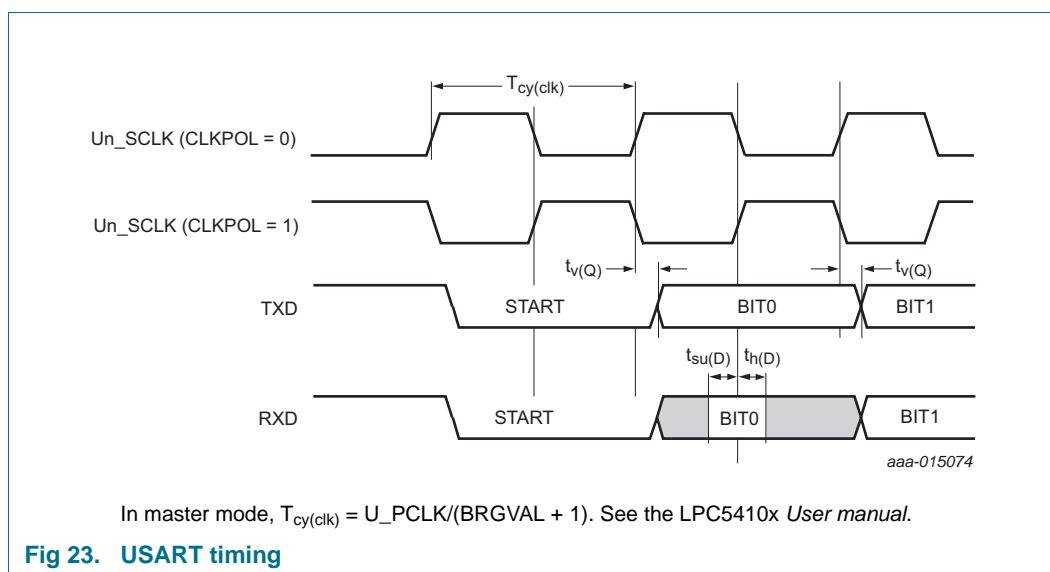 T_cy(clk)
Un_SCLK (CLKPOL = 0)
Un_SCLK (CLKPOL = 1)
t_v(Q)
t_v(Q)
TXD
START
BIT0
BIT1
t_su(D)
t_h(D)
RXD
START
BIT0
BIT1
aaa-015074
In master mode, T_cy(clk) = U_PCLK/(BRGVAL + 1). See the LPC5410x User manual.
Fig 23. USART timing